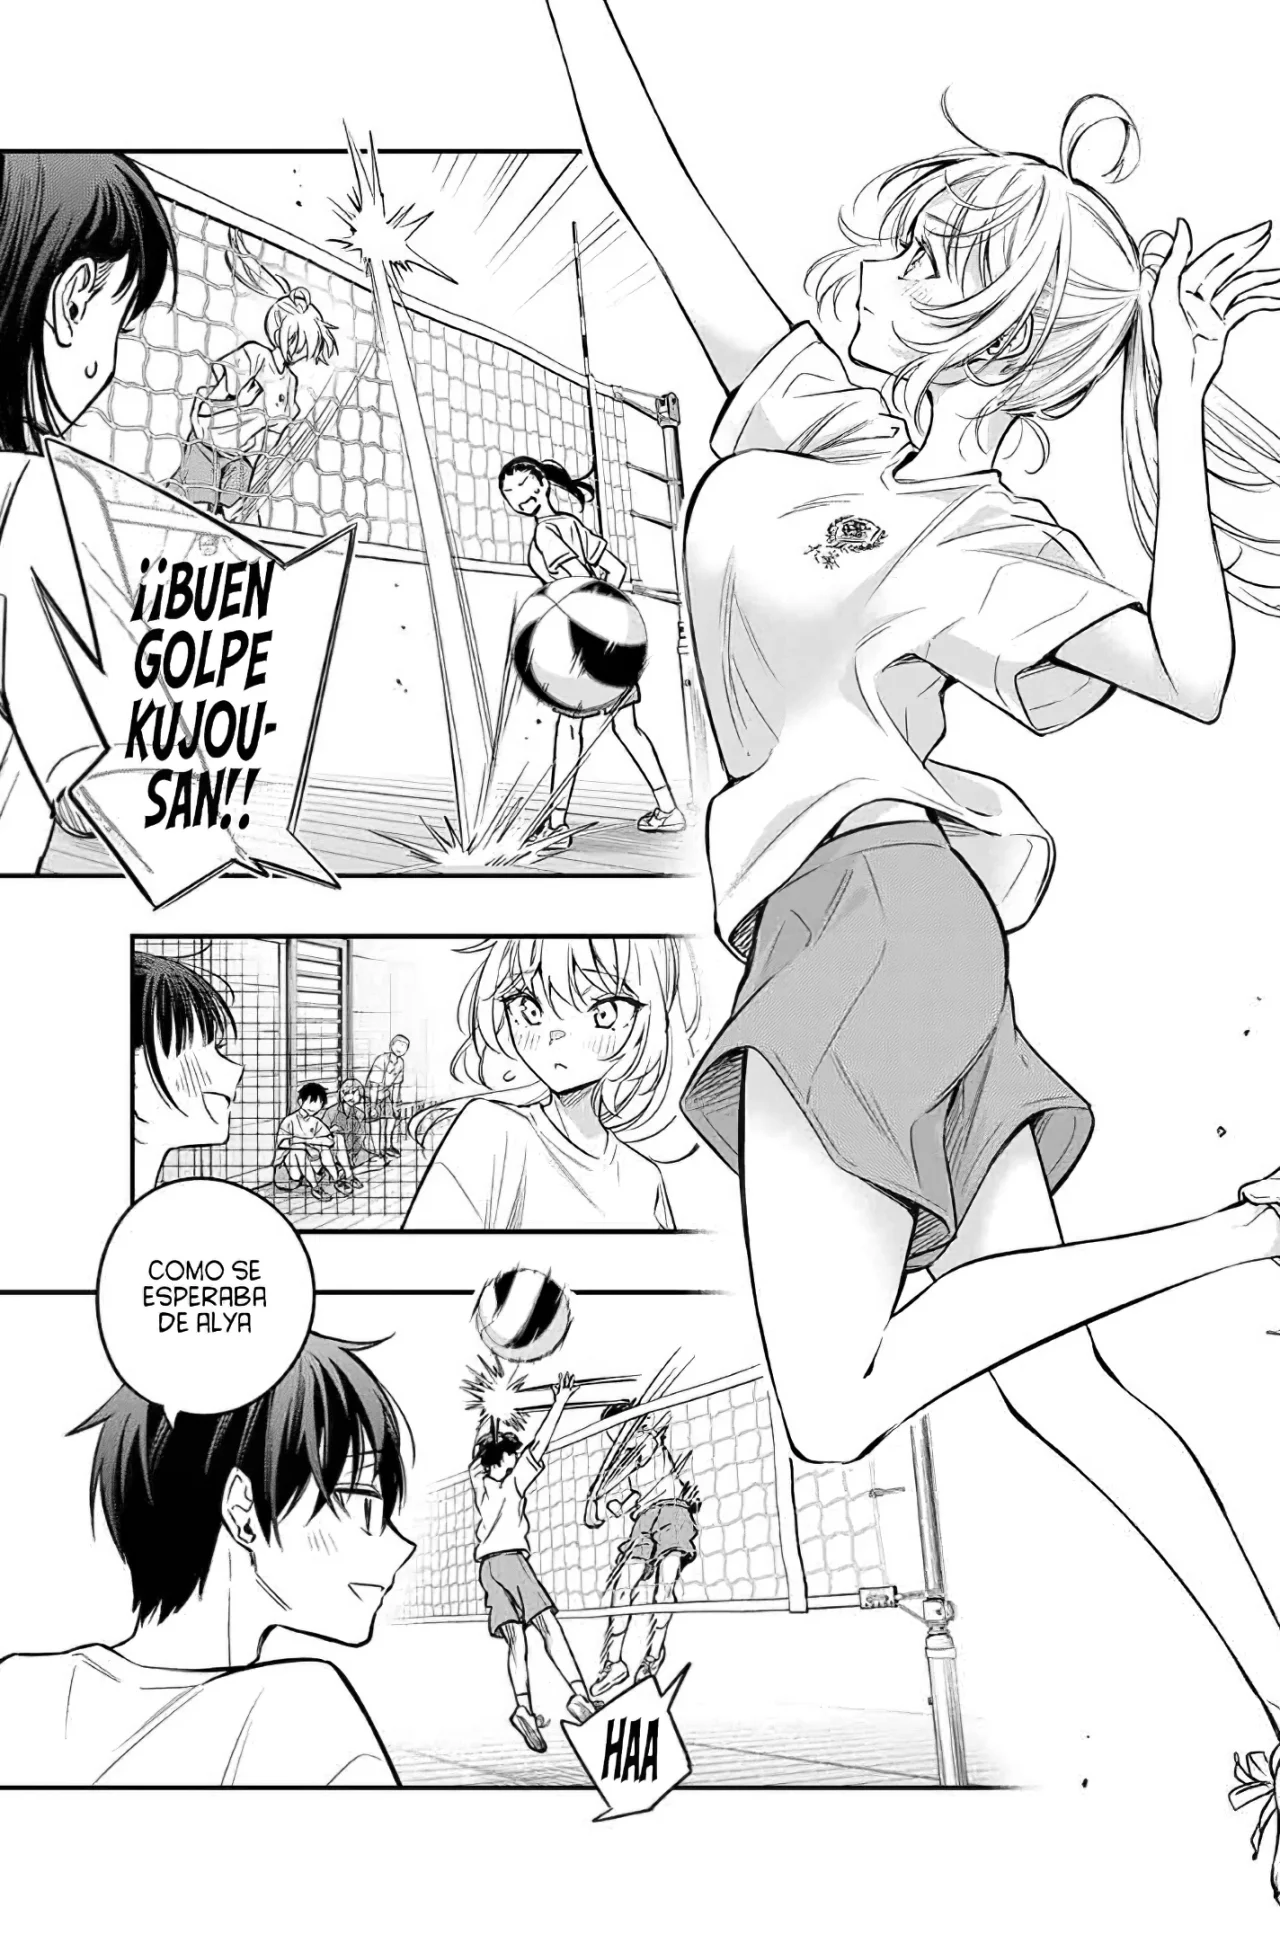 ¡¡BUEN
GOLPE
KUJOU-
SAN!!
COMO SE
ESPERABA
DE ALYA
HAA